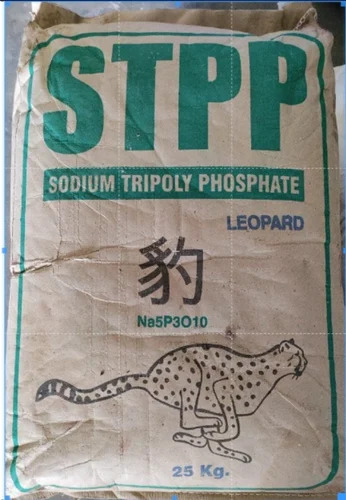 STPP
SODIUM TRIPOLY PHOSPHATE
LEOPARD
豹
Na5P3O10
25 Kg.